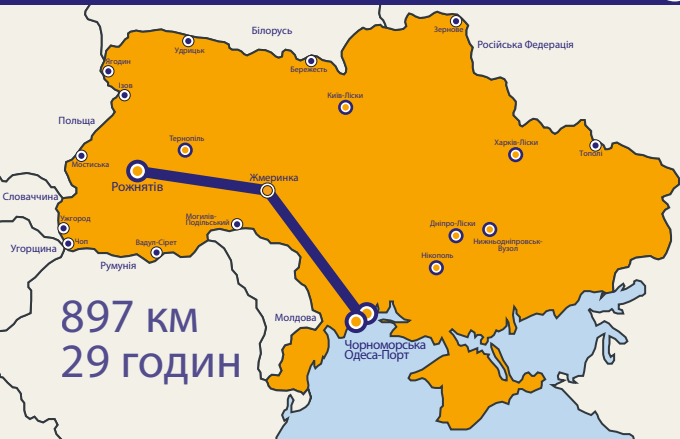 Зернове
Білорусь
Російська Федерація
Удрицьк
Бережесть
Ягодин
Ізов
Київ-Ліски
Польща
Тернопіль
Харків-Ліски
Тополі
Мостиська
Рожнятів
Жмеринка
Словаччина
Ужгород
Могилів-
Подільський
Дніпро-Ліски
Нижньодніпровськ-
Вузол
Чоп
Вадул-Сірет
Угорщина
Румунія
Нікополь
897 км
29 годин
Молдова
Чорноморська
Одеса-Порт